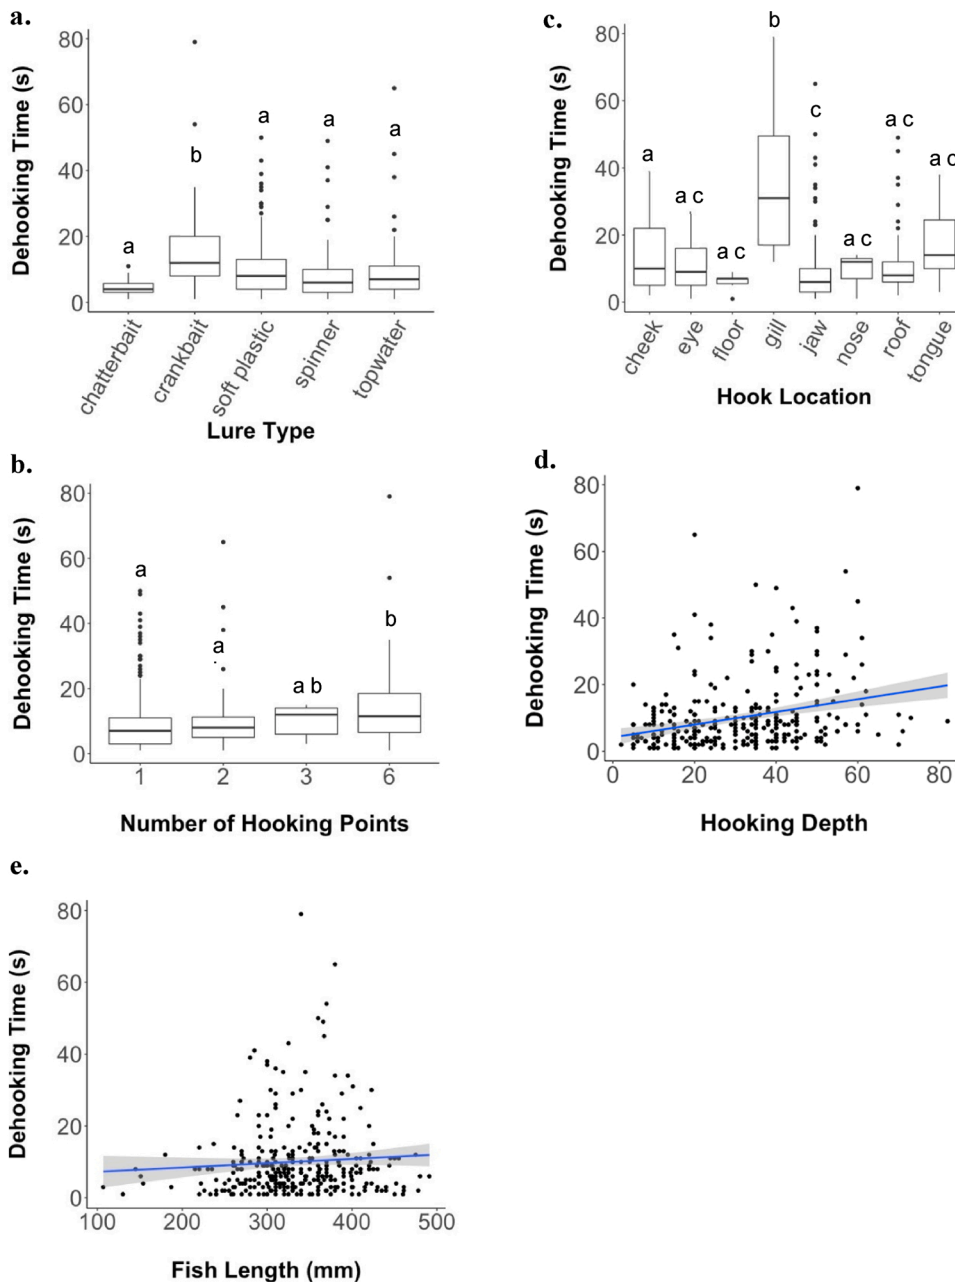 a.
Dehooking Time (s)
80
60
40
20
0
a
b
a
a
a
chatterbait
crankbait
soft plastic
spinner
topwater
Lure Type
c.
Dehooking Time (s)
80
60
40
20
0
a
a c
a c
b
c
a c
a c
a c
cheek
eye
floor
gill
jaw
nose
roof
tongue
Hook Location
b.
Dehooking Time (s)
80
60
40
20
0
a
a
a b
b
1 2 3 6
Number of Hooking Points
d.
Dehooking Time (s)
80
60
40
20
0
0 20 40 60 80
Hooking Depth
e.
Dehooking Time (s)
80
60
40
20
0
100 200 300 400 500
Fish Length (mm)